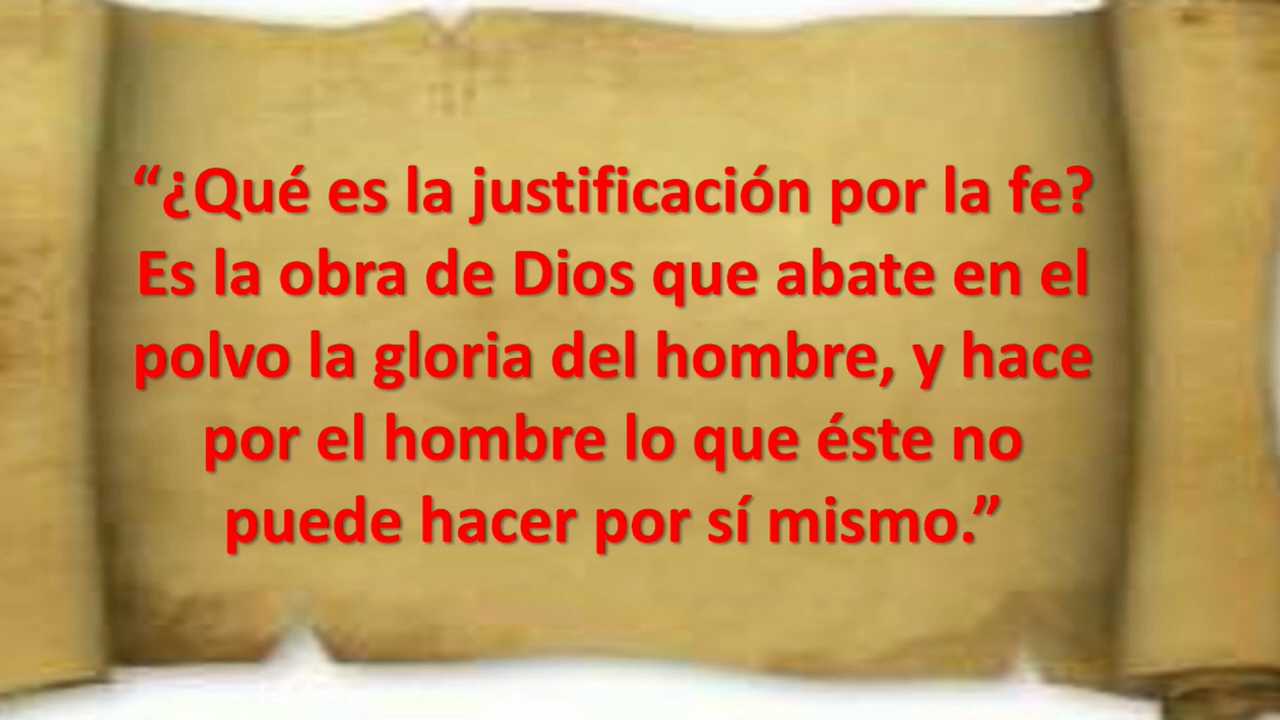 “¿Qué es la justificación por la fe?
Es la obra de Dios que abate en el
polvo la gloria del hombre, y hace
por el hombre lo que éste no
puede hacer por sí mismo.”